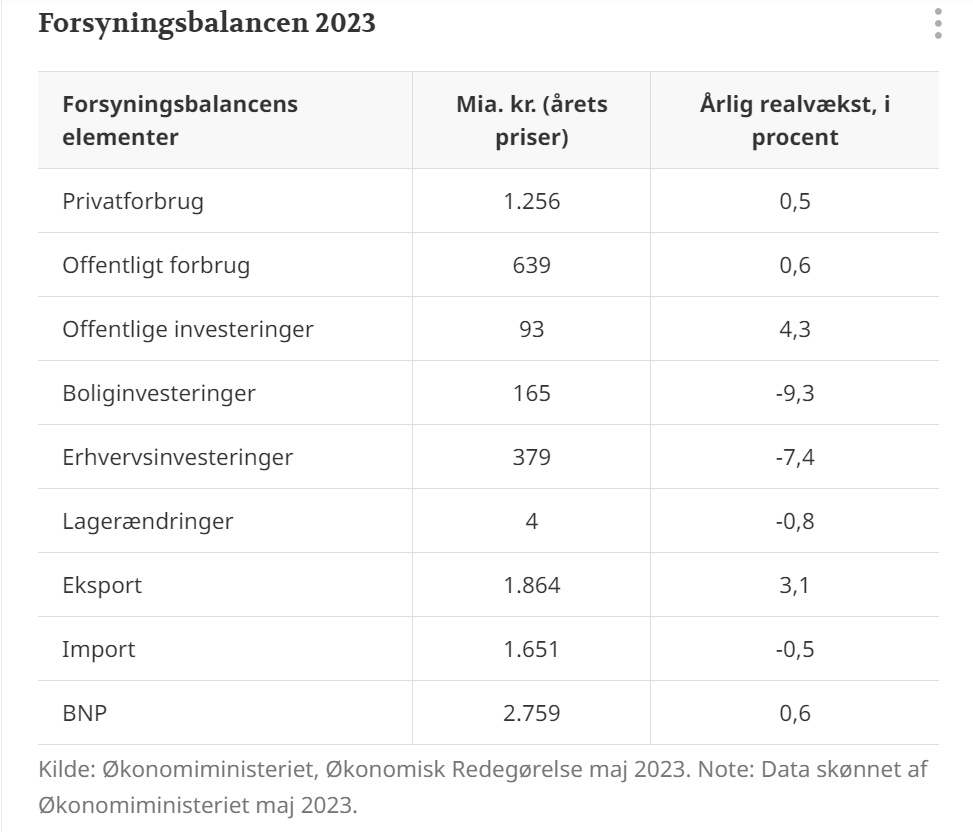 Forsyningsbalancen 2023
Forsyningsbalancens elementer Mia. kr. (årets priser) Årlig realvækst, i procent
Privatforbrug 1.256 0,5
Offentligt forbrug 639 0,6
Offentlige investeringer 93 4,3
Boliginvesteringer 165 -9,3
Erhvervsinvesteringer 379 -7,4
Lagerændringer 4 -0,8
Eksport 1.864 3,1
Import 1.651 -0,5
BNP 2.759 0,6
Kilde: Økonomiministeriet, Økonomisk Redegørelse maj 2023. Note: Data skønnet af
Økonomiministeriet maj 2023.